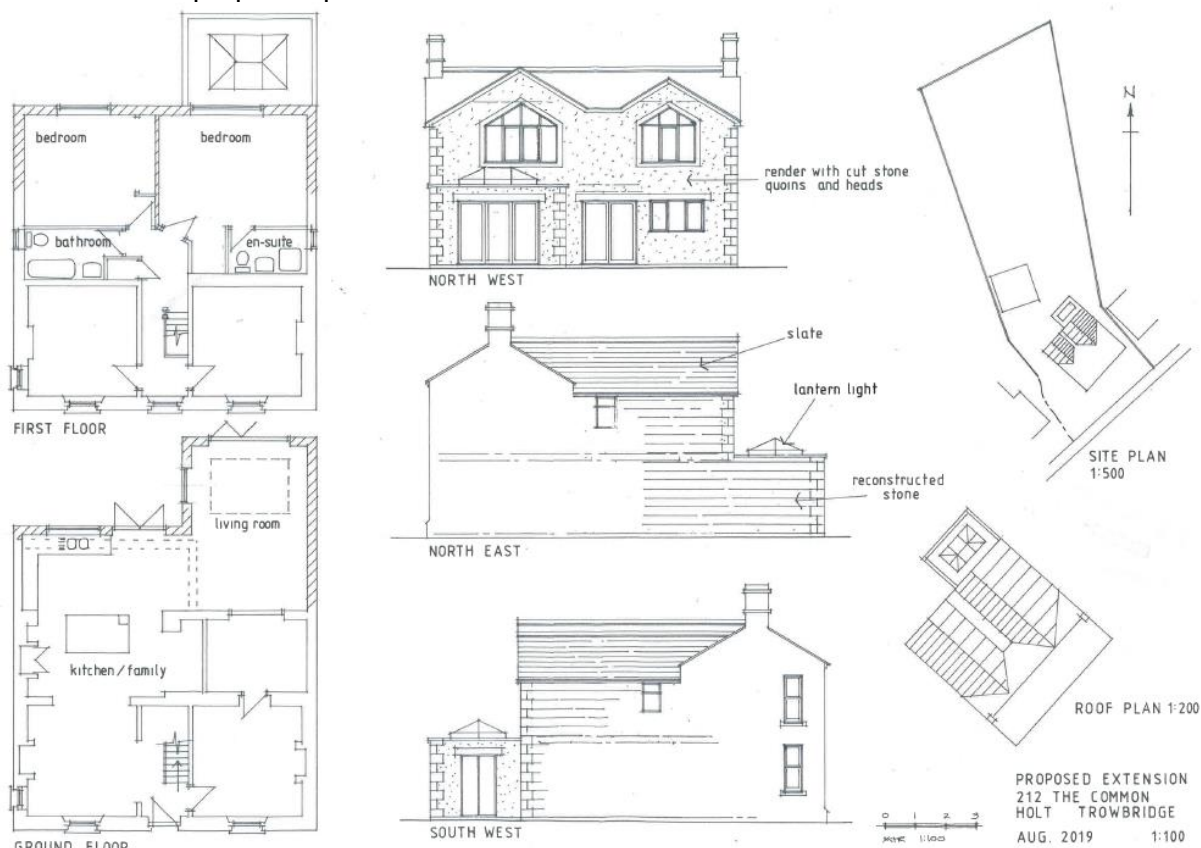 bedroom
bedroom
bathroom
en-suite
FIRST FLOOR
living room
kitchen/family
GROUND FLOOR
render with cut stone
quoins and heads
NORTH WEST
slate
lantern light
reconstructed
stone
NORTH EAST
SOUTH WEST
N
SITE PLAN
1:500
ROOF PLAN 1:200
0 1 2 3
1:100
PROPOSED EXTENSION
212 THE COMMON
HOLT TROWBRIDGE
AUG. 2019 1:100